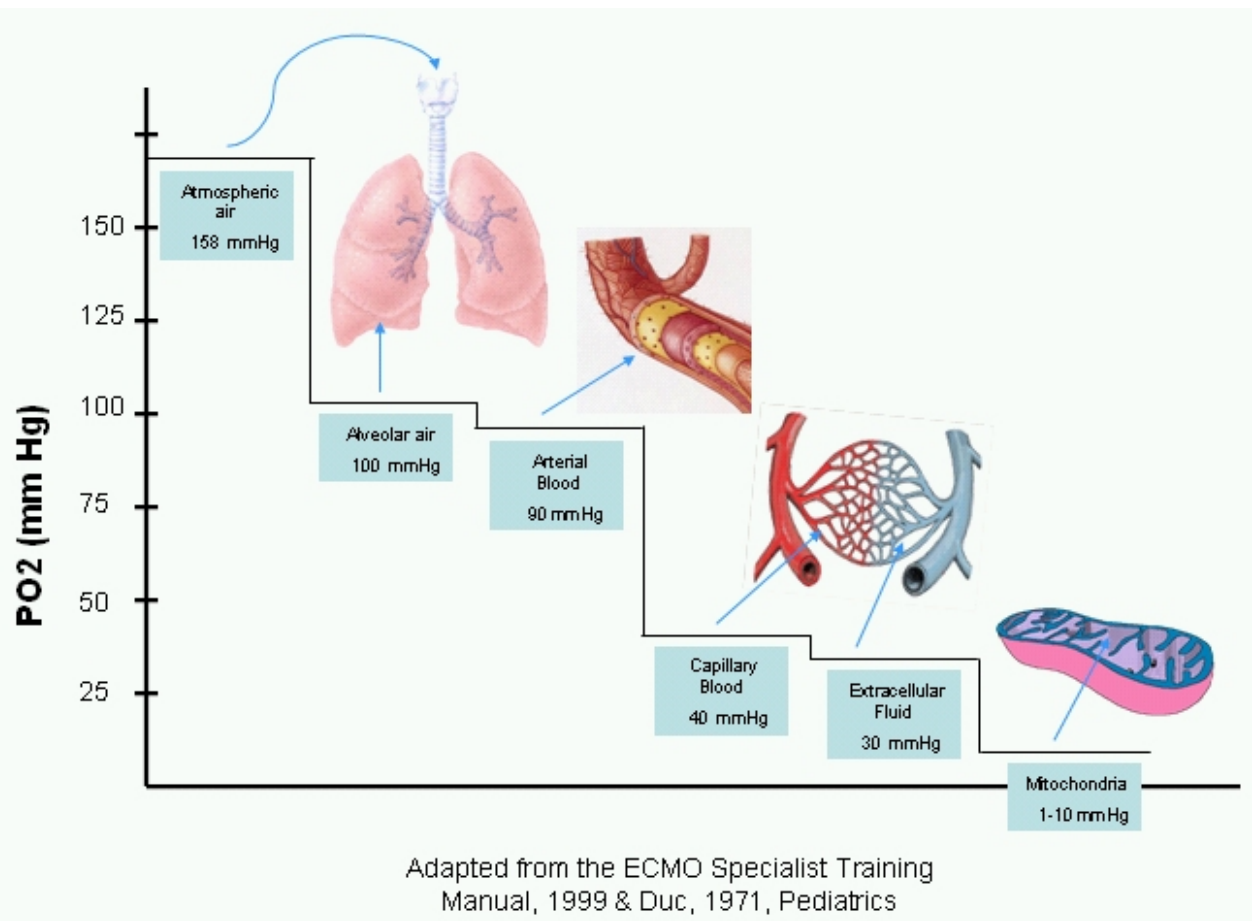 PO2 (mm Hg)
150
125
100
75
50
25
Atmospheric
air
158 mmHg
Alveolar air
100 mmHg
Arterial
Blood
90 mmHg
Capillary
Blood
40 mmHg
Extracellular
Fluid
30 mmHg
Mitochondria
1-10 mmHg
Adapted from the ECMO Specialist Training
Manual, 1999 & Duc, 1971, Pediatrics